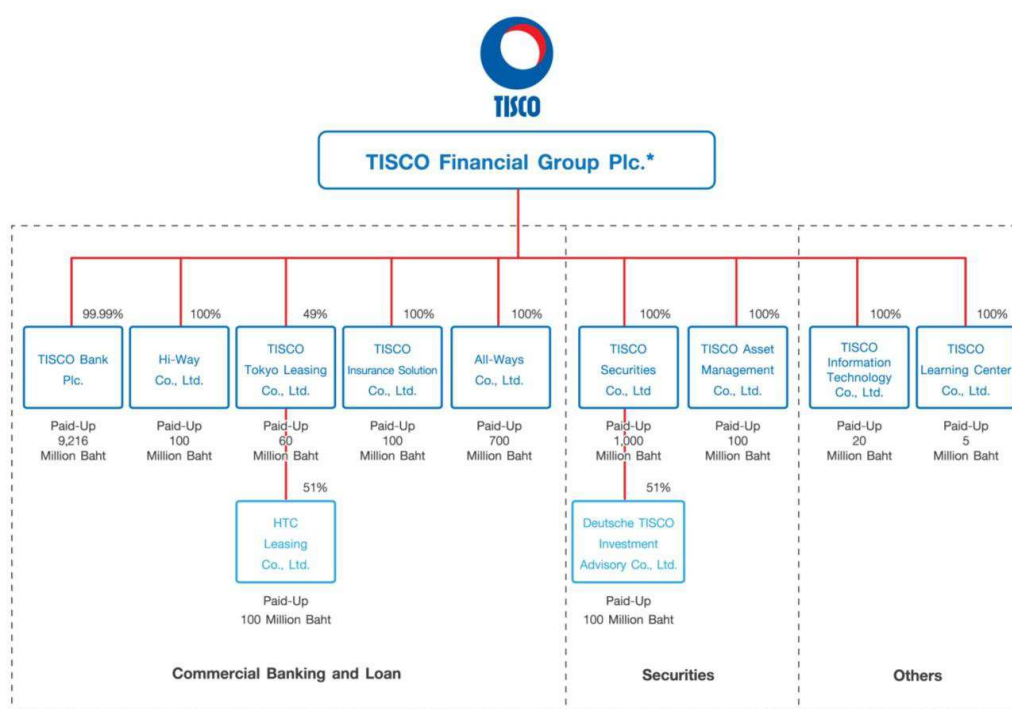 TISCO
TISCO Financial Group Plc.*
99.99%
TISCO Bank
Plc.
Paid-Up
9,216
Million Baht
100%
Hi-Way
Co., Ltd.
Paid-Up
100
Million Baht
49%
TISCO
Tokyo Leasing
Co., Ltd.
Paid-Up
60
Million Baht
100%
TISCO
Insurance Solution
Co., Ltd.
Paid-Up
100
Million Baht
100%
All-Ways
Co., Ltd.
Paid-Up
700
Million Baht
100%
TISCO
Securities
Co., Ltd
Paid-Up
1,000
Million Baht
100%
TISCO Asset
Management
Co., Ltd.
Paid-Up
100
Million Baht
100%
TISCO
Information
Technology
Co., Ltd.
Paid-Up
20
Million Baht
100%
TISCO
Learning Center
Co., Ltd.
Paid-Up
5
Million Baht
51%
HTC
Leasing
Co., Ltd.
Paid-Up
100 Million Baht
51%
Deutsche TISCO
Investment
Advisory Co., Ltd.
Paid-Up
100 Million Baht
Commercial Banking and Loan
Securities
Others